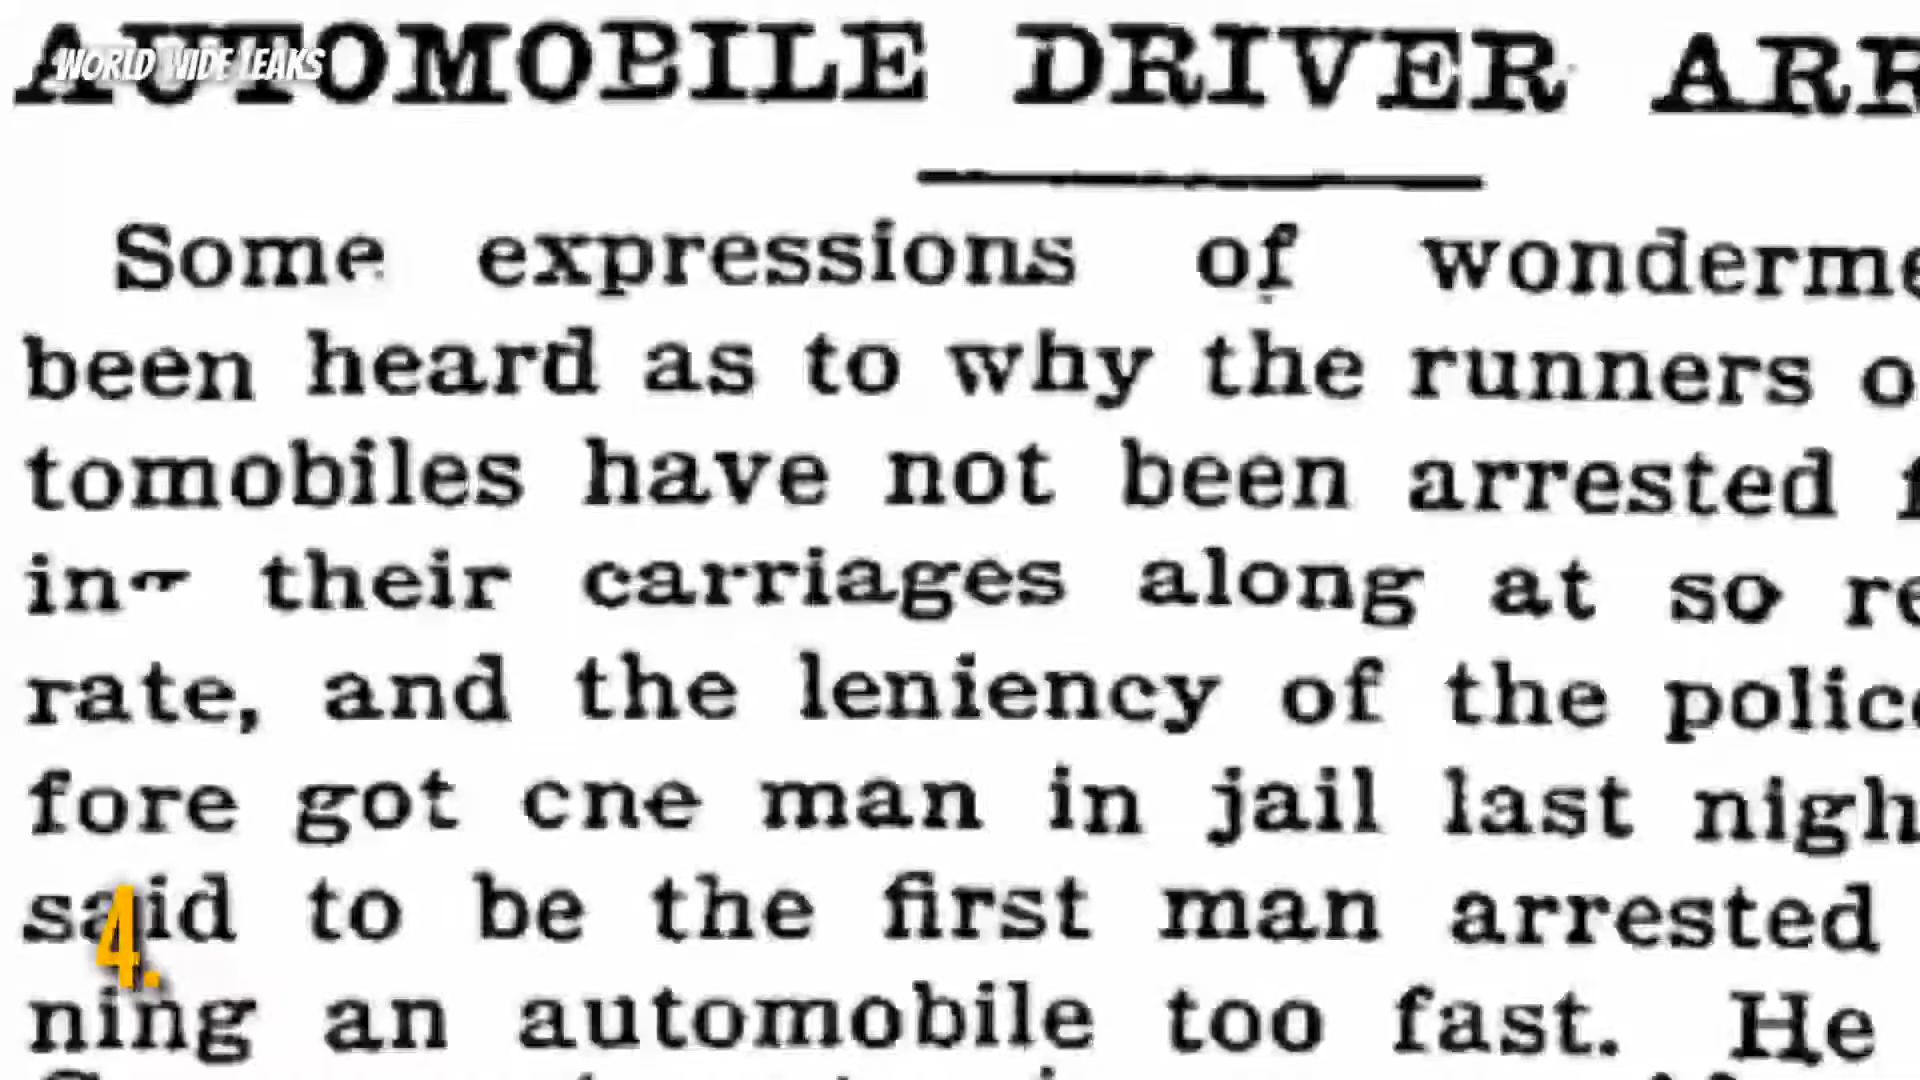 WORLD WIDE LEAKS
AUTOMOBILE DRIVER ARR
Some expressions of wonderme
been heard as to why the runners o
tomobiles have not been arrested f
ing their carriages along at so re
rate, and the leniency of the police
fore got one man in jail last nigh
said to be the first man arrested
4.
ning an automobile too fast. He